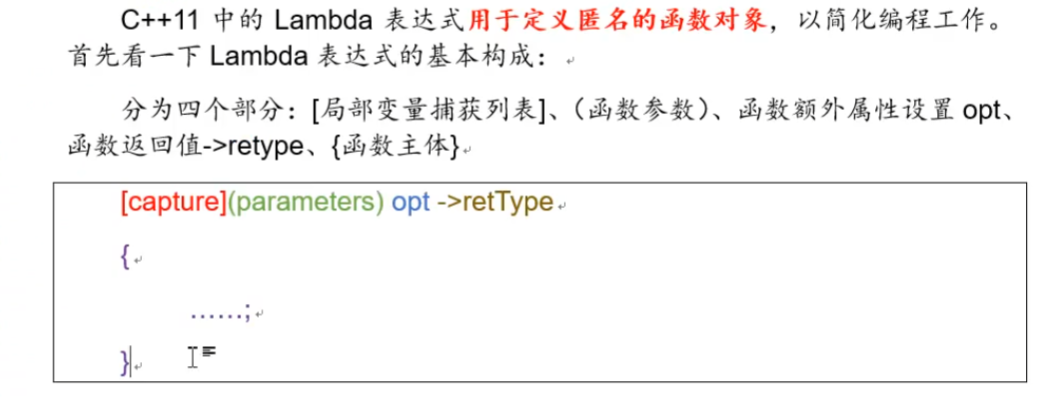 C++11 中的 Lambda 表达式用于定义匿名的函数对象，以简化编程工作。
首先看一下 Lambda 表达式的基本构成：
分为四个部分：[局部变量捕获列表]、（函数参数）、函数额外属性设置 opt、
函数返回值->retype、{函数主体}
[capture](parameters) opt ->retType
{
……;
}